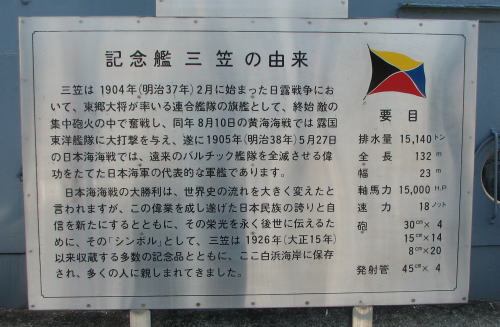 記念艦 三笠 の由来
三笠は 1904年(明治37年)2月に始まった日露戦争にお
いて、東郷大将が率いる連合艦隊の旗艦として、終始 敵の
集中砲火の中で奮戦し、同年 8月10日の黄海海戦では 露国
東洋艦隊に大打撃を与え、遂に1905年(明治38年)5月27日
の日本海海戦では、遠来のバルチック艦隊を全滅させる偉
功をたてた日本海軍の代表的な軍艦であります。
日本海海戦の大勝利は、世界史の流れを大きく変えたと
言われますが、この偉業を成し遂げた日本民族の誇りと自
信を新たにするとともに、その栄光を永く後世に伝えるた
めに、その「シンボル」として、三笠は 1926年(大正15年)
以来収蔵する多数の記念品とともに、ここ白浜海岸に保存
され、多くの人に親しまれてきました。
要目
排水量 15,140トン
全長 132m
幅 23m
軸馬力 15,000H.P
速力 18ノット
砲 30cm× 4
15cm×14
8cm×20
発射管 45cm× 4